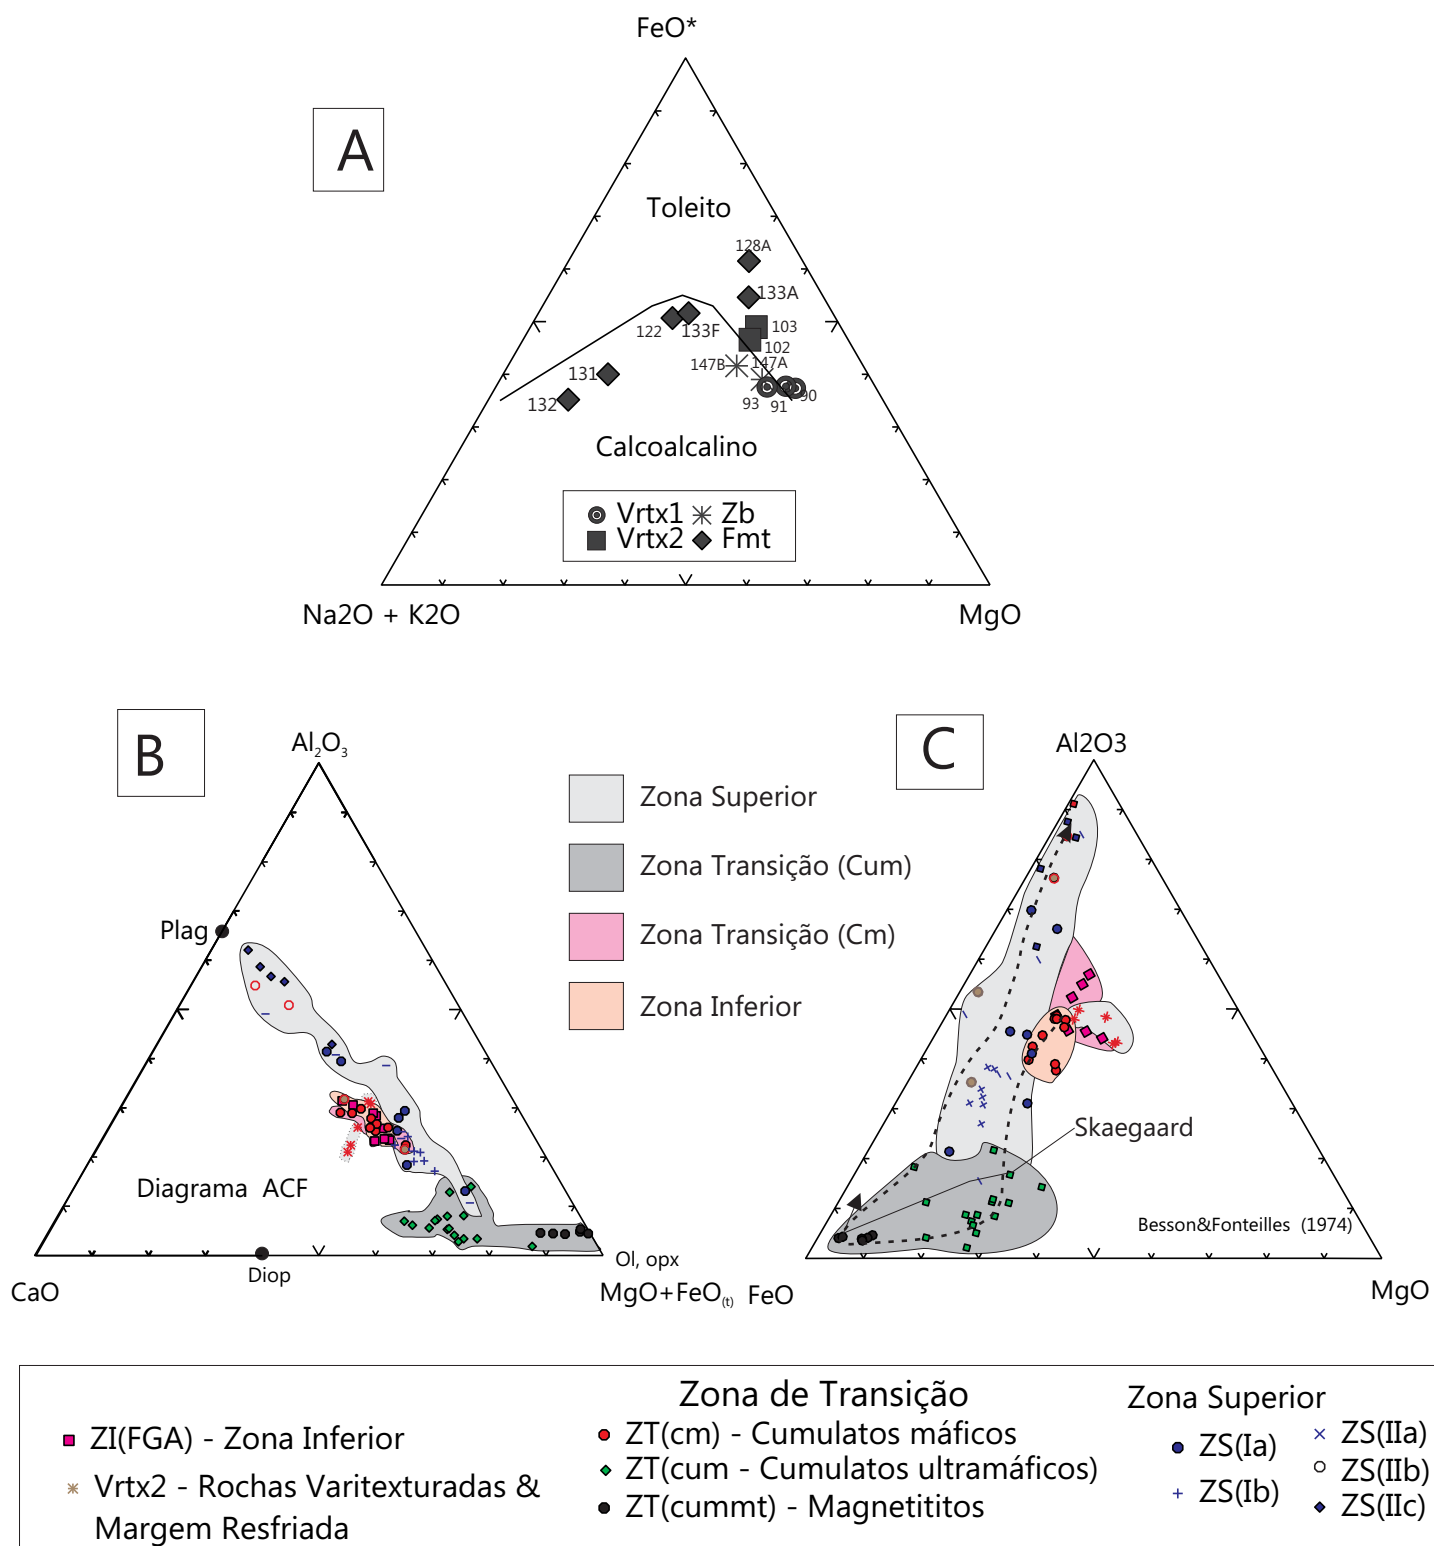 FeO*
A
Toleito
128A
133A
122
133F
103
102
147B
147A
131
132
93
91
90
Calcoalcalino
Vrtx1
Zb
Vrtx2
Fmt
Na2O + K2O
MgO
B
Al2O3
Plag
Diagrama ACF
Diop
Ol, opx
CaO
MgO+FeO(t)
Zona Superior
Zona Transição (Cum)
Zona Transição (Cm)
Zona Inferior
C
Al2O3
Skaegaard
Besson&Fonteilles (1974)
FeO
MgO
ZI(FGA) - Zona Inferior
Vrtx2 - Rochas Varitexturadas &
Margem Resfriada
Zona de Transição
ZT(cm) - Cumulatos máficos
ZT(cum - Cumulatos ultramáficos)
ZT(cummt) - Magnetititos
Zona Superior
ZS(Ia)
ZS(Ib)
ZS(IIa)
ZS(IIb)
ZS(IIc)